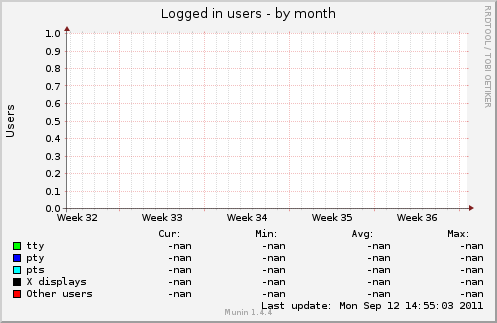 Logged in users - by month
RRDTOOL / TOBI OETIKER
Users
1.0
0.9
0.8
0.7
0.6
0.5
0.4
0.3
0.2
0.1
0.0
Week 32 Week 33 Week 34 Week 35 Week 36
Cur: Min: Avg: Max:
tty -nan -nan -nan -nan
pty -nan -nan -nan -nan
pts -nan -nan -nan -nan
X displays -nan -nan -nan -nan
Other users -nan -nan -nan -nan
Last update: Mon Sep 12 14:55:03 2011
Munin 1.4.4